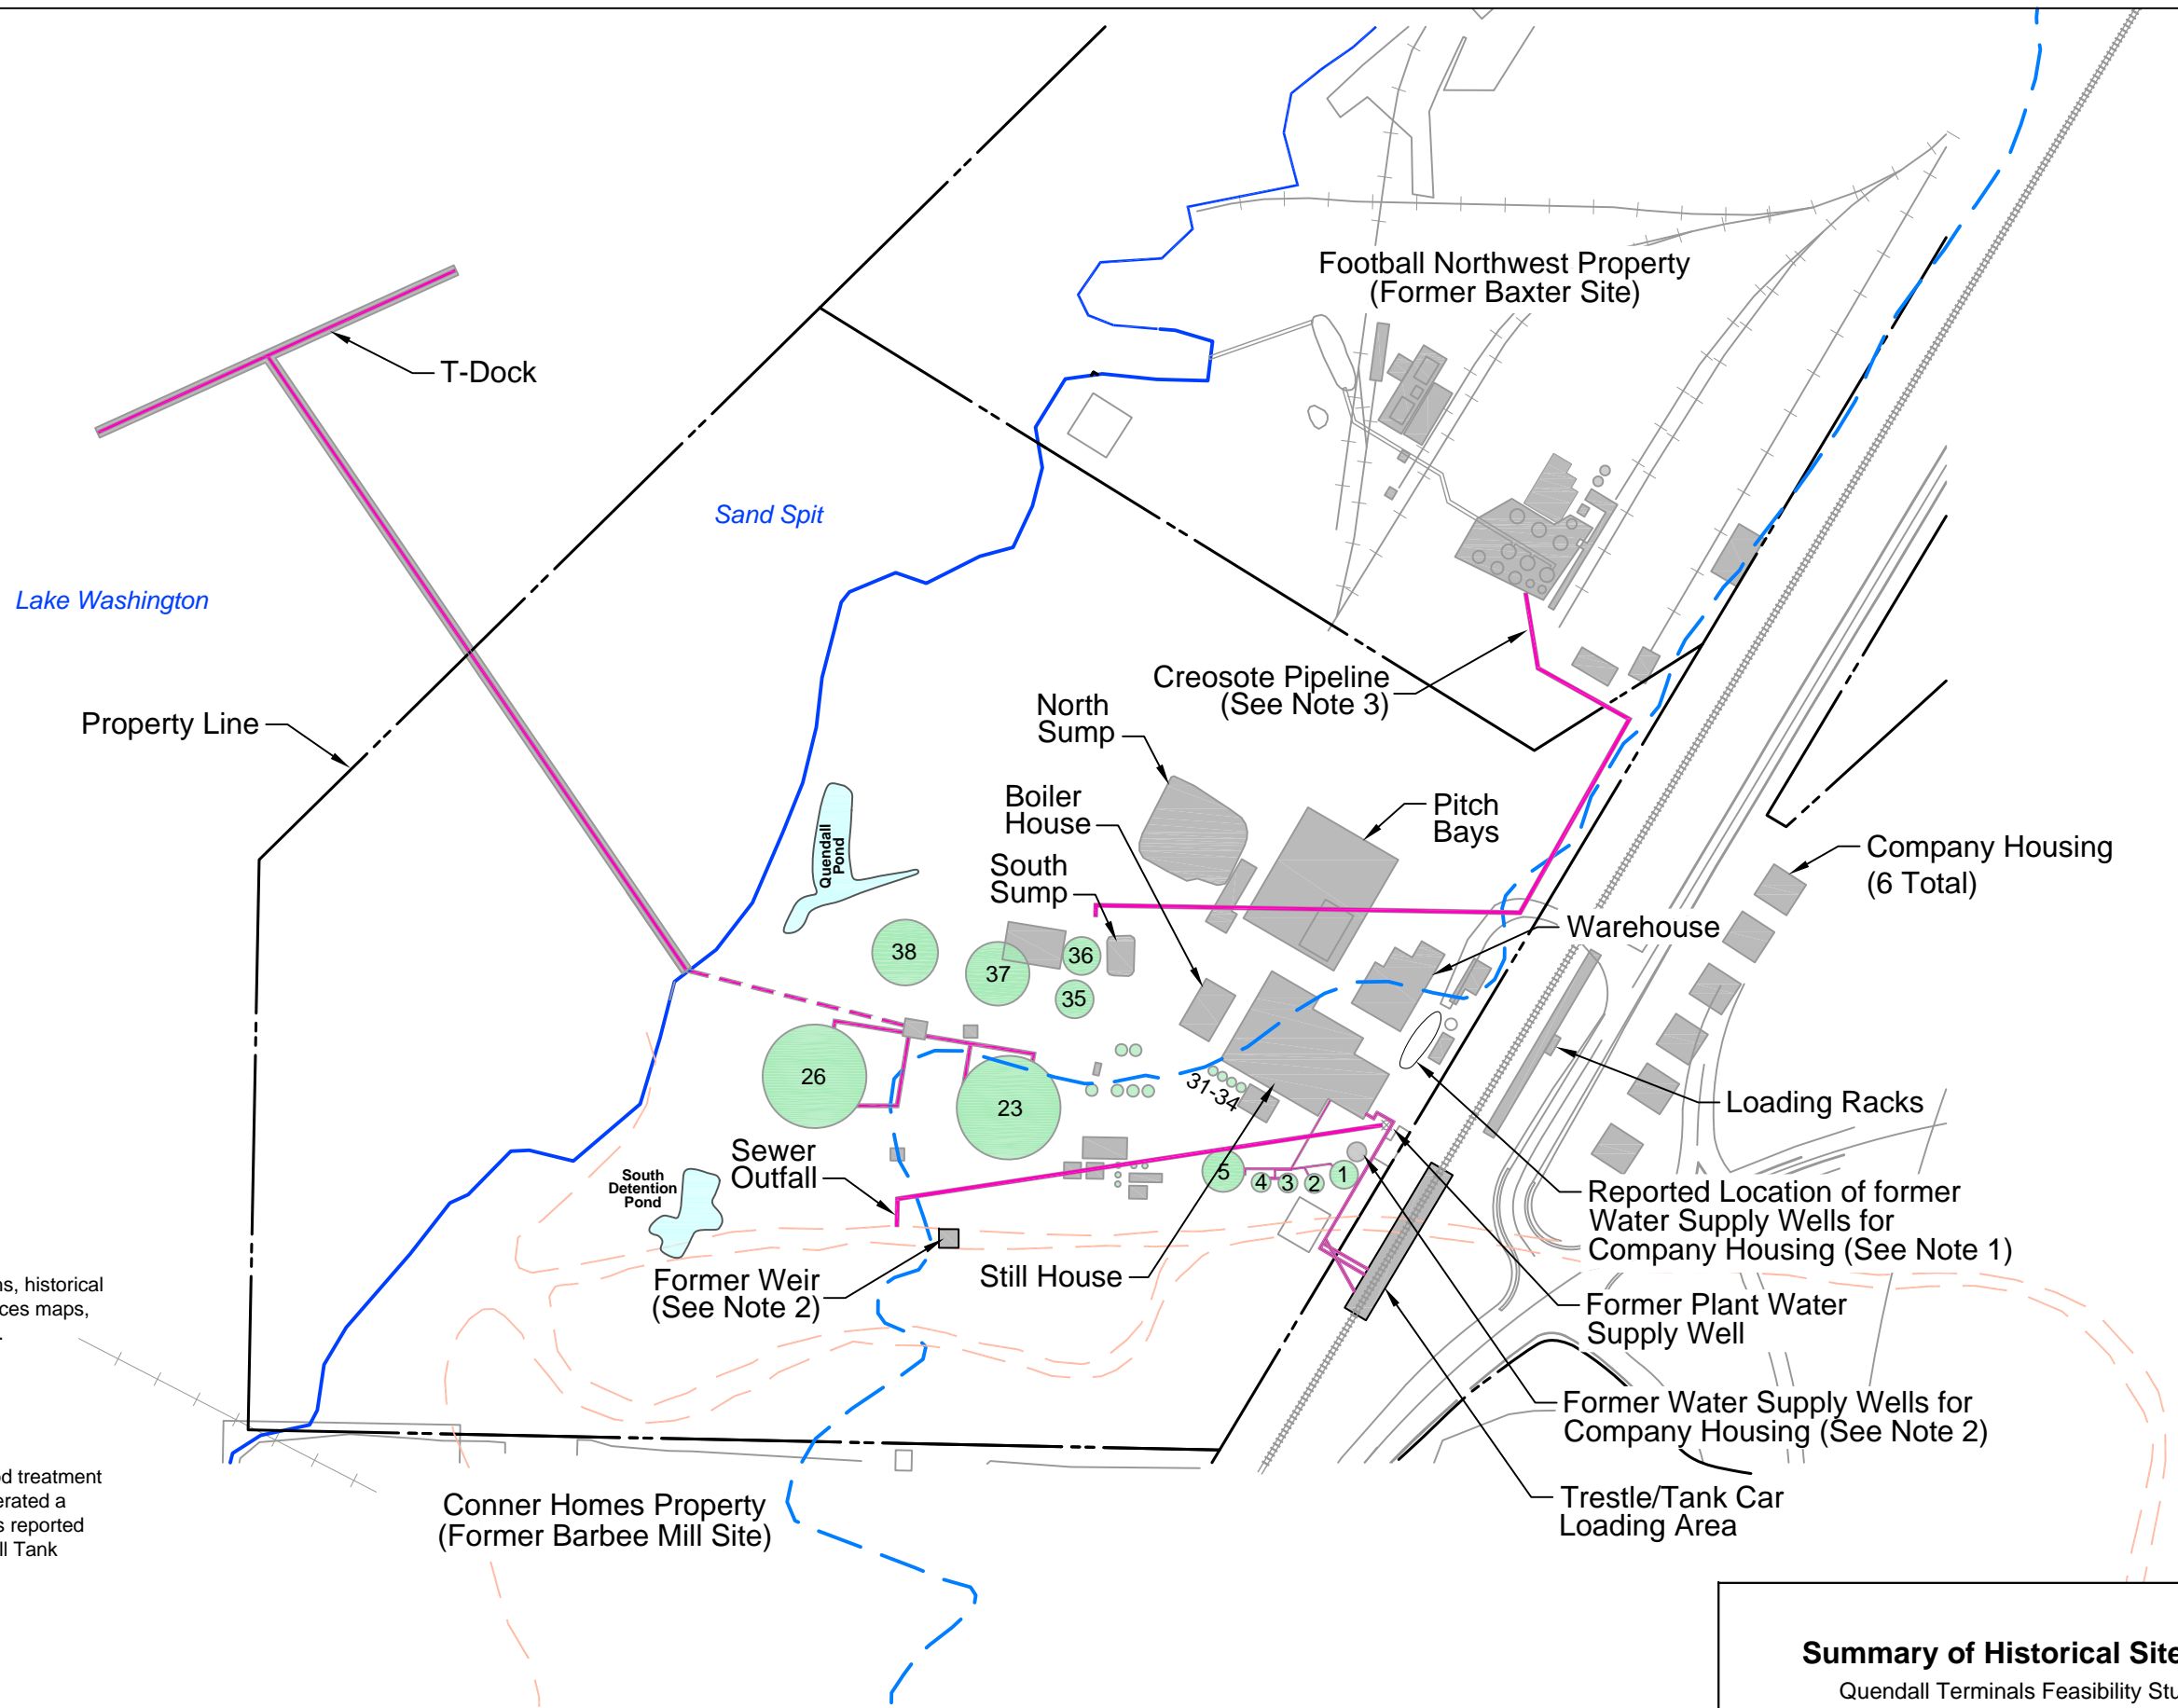 Football Northwest Property
(Former Baxter Site)
T-Dock
Sand Spit
Lake Washington
Property Line
Creosote Pipeline
(See Note 3)
North
Sump
Boiler
House
Pitch
Bays
South
Sump
Company Housing
(6 Total)
Quendall
Pond
Warehouse
38
37
36
35
26
23
31-34
Loading Racks
Sewer
Outfall
South
Detention
Pond
5
4
3
2
1
Reported Location of former
Water Supply Wells for
Company Housing (See Note 1)
Former Weir
(See Note 2)
Still House
Former Plant Water
Supply Well
historical
maps,
Former Water Supply Wells for
Company Housing (See Note 2)
treatment
a
reported
Tank
Conner Homes Property
(Former Barbee Mill Site)
Trestle/Tank Car
Loading Area
Summary of Historical Site
Quendall Terminals Feasibility